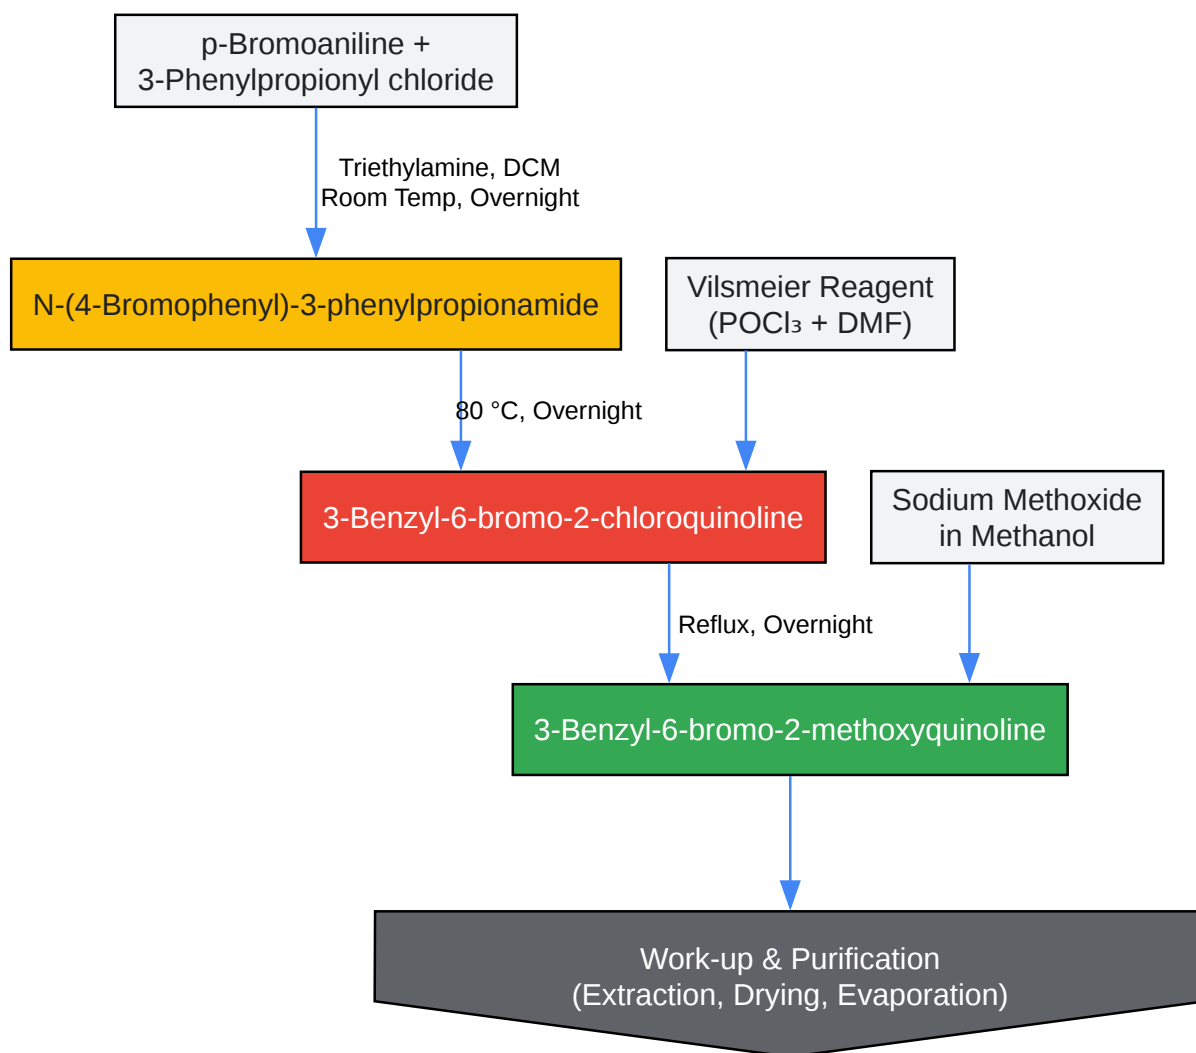 p-Bromoaniline +
3-Phenylpropionyl chloride
Triethylamine, DCM
Room Temp, Overnight
N-(4-Bromophenyl)-3-phenylpropionamide
Vilsmeier Reagent
(POCl₃ + DMF)
80 °C, Overnight
3-Benzyl-6-bromo-2-chloroquinoline
Sodium Methoxide
in Methanol
Reflux, Overnight
3-Benzyl-6-bromo-2-methoxyquinoline
Work-up & Purification
(Extraction, Drying, Evaporation)